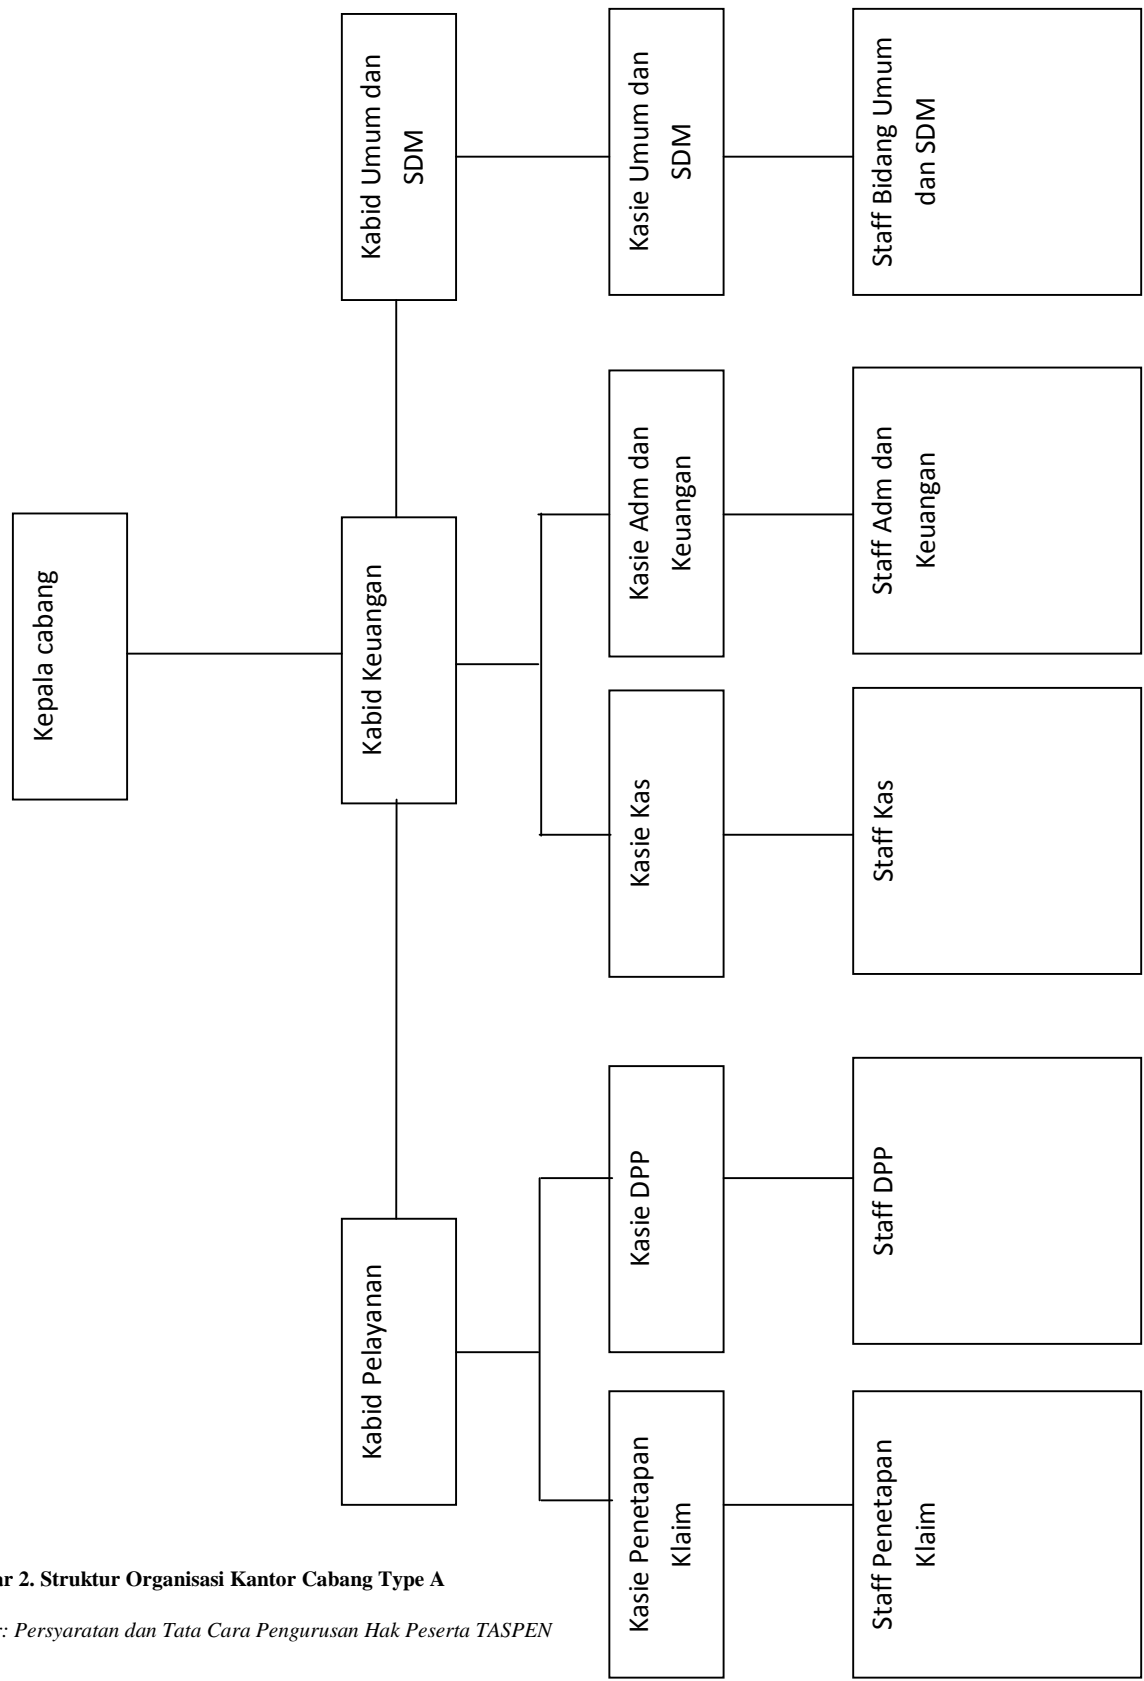 Kepala cabang
Kabid Pelayanan
Kabid Keuangan
Kabid Umum dan
SDM
Kasie Penetapan
Klaim
Kasie DPP
Kasie Kas
Kasie Adm dan
Keuangan
Kasie Umum dan
SDM
Staff Penetapan
Klaim
Staff DPP
Staff Kas
Staff Adm dan
Keuangan
Staff Bidang Umum
dan SDM
ar 2. Struktur Organisasi Kantor Cabang Type A
: Persyaratan dan Tata Cara Pengurusan Hak Peserta TASPEN